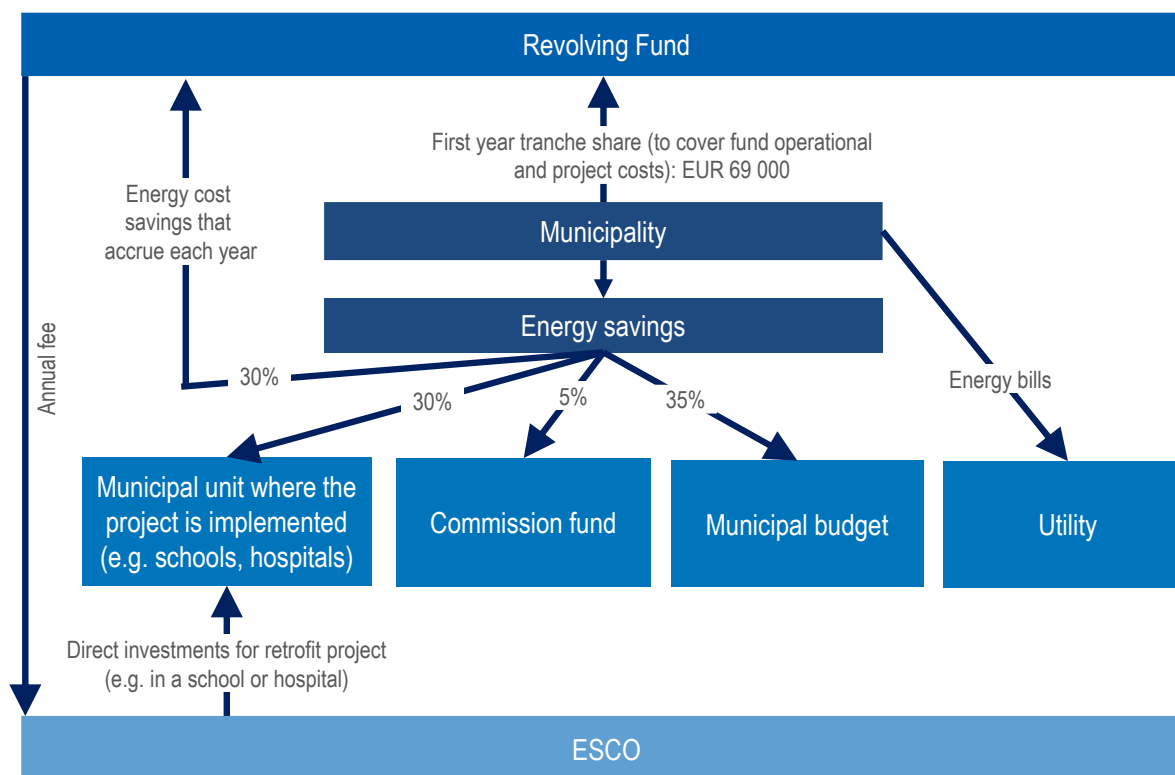 Revolving Fund
First year tranche share (to cover fund operational
and project costs): EUR 69 000
Energy cost
savings that
accrue each year
Municipality
Energy savings
Annual fee
30%
30%
5%
35%
Energy bills
Municipal unit where the
project is implemented
(e.g. schools, hospitals)
Commission fund
Municipal budget
Utility
Direct investments for retrofit project
(e.g. in a school or hospital)
ESCO